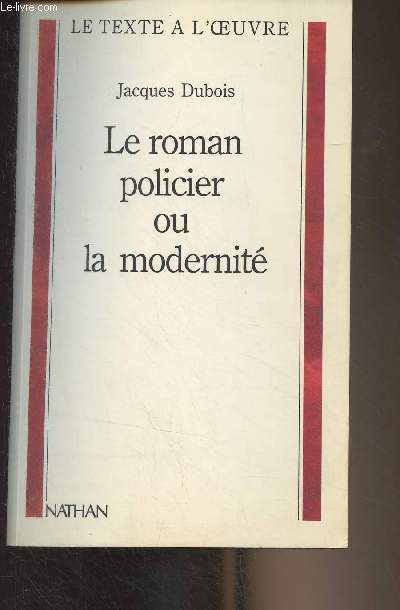 Le-livre.com
LE TEXTE A L'ŒUVRE
Jacques Dubois
Le roman
policier
ou
la modernité
NATHAN